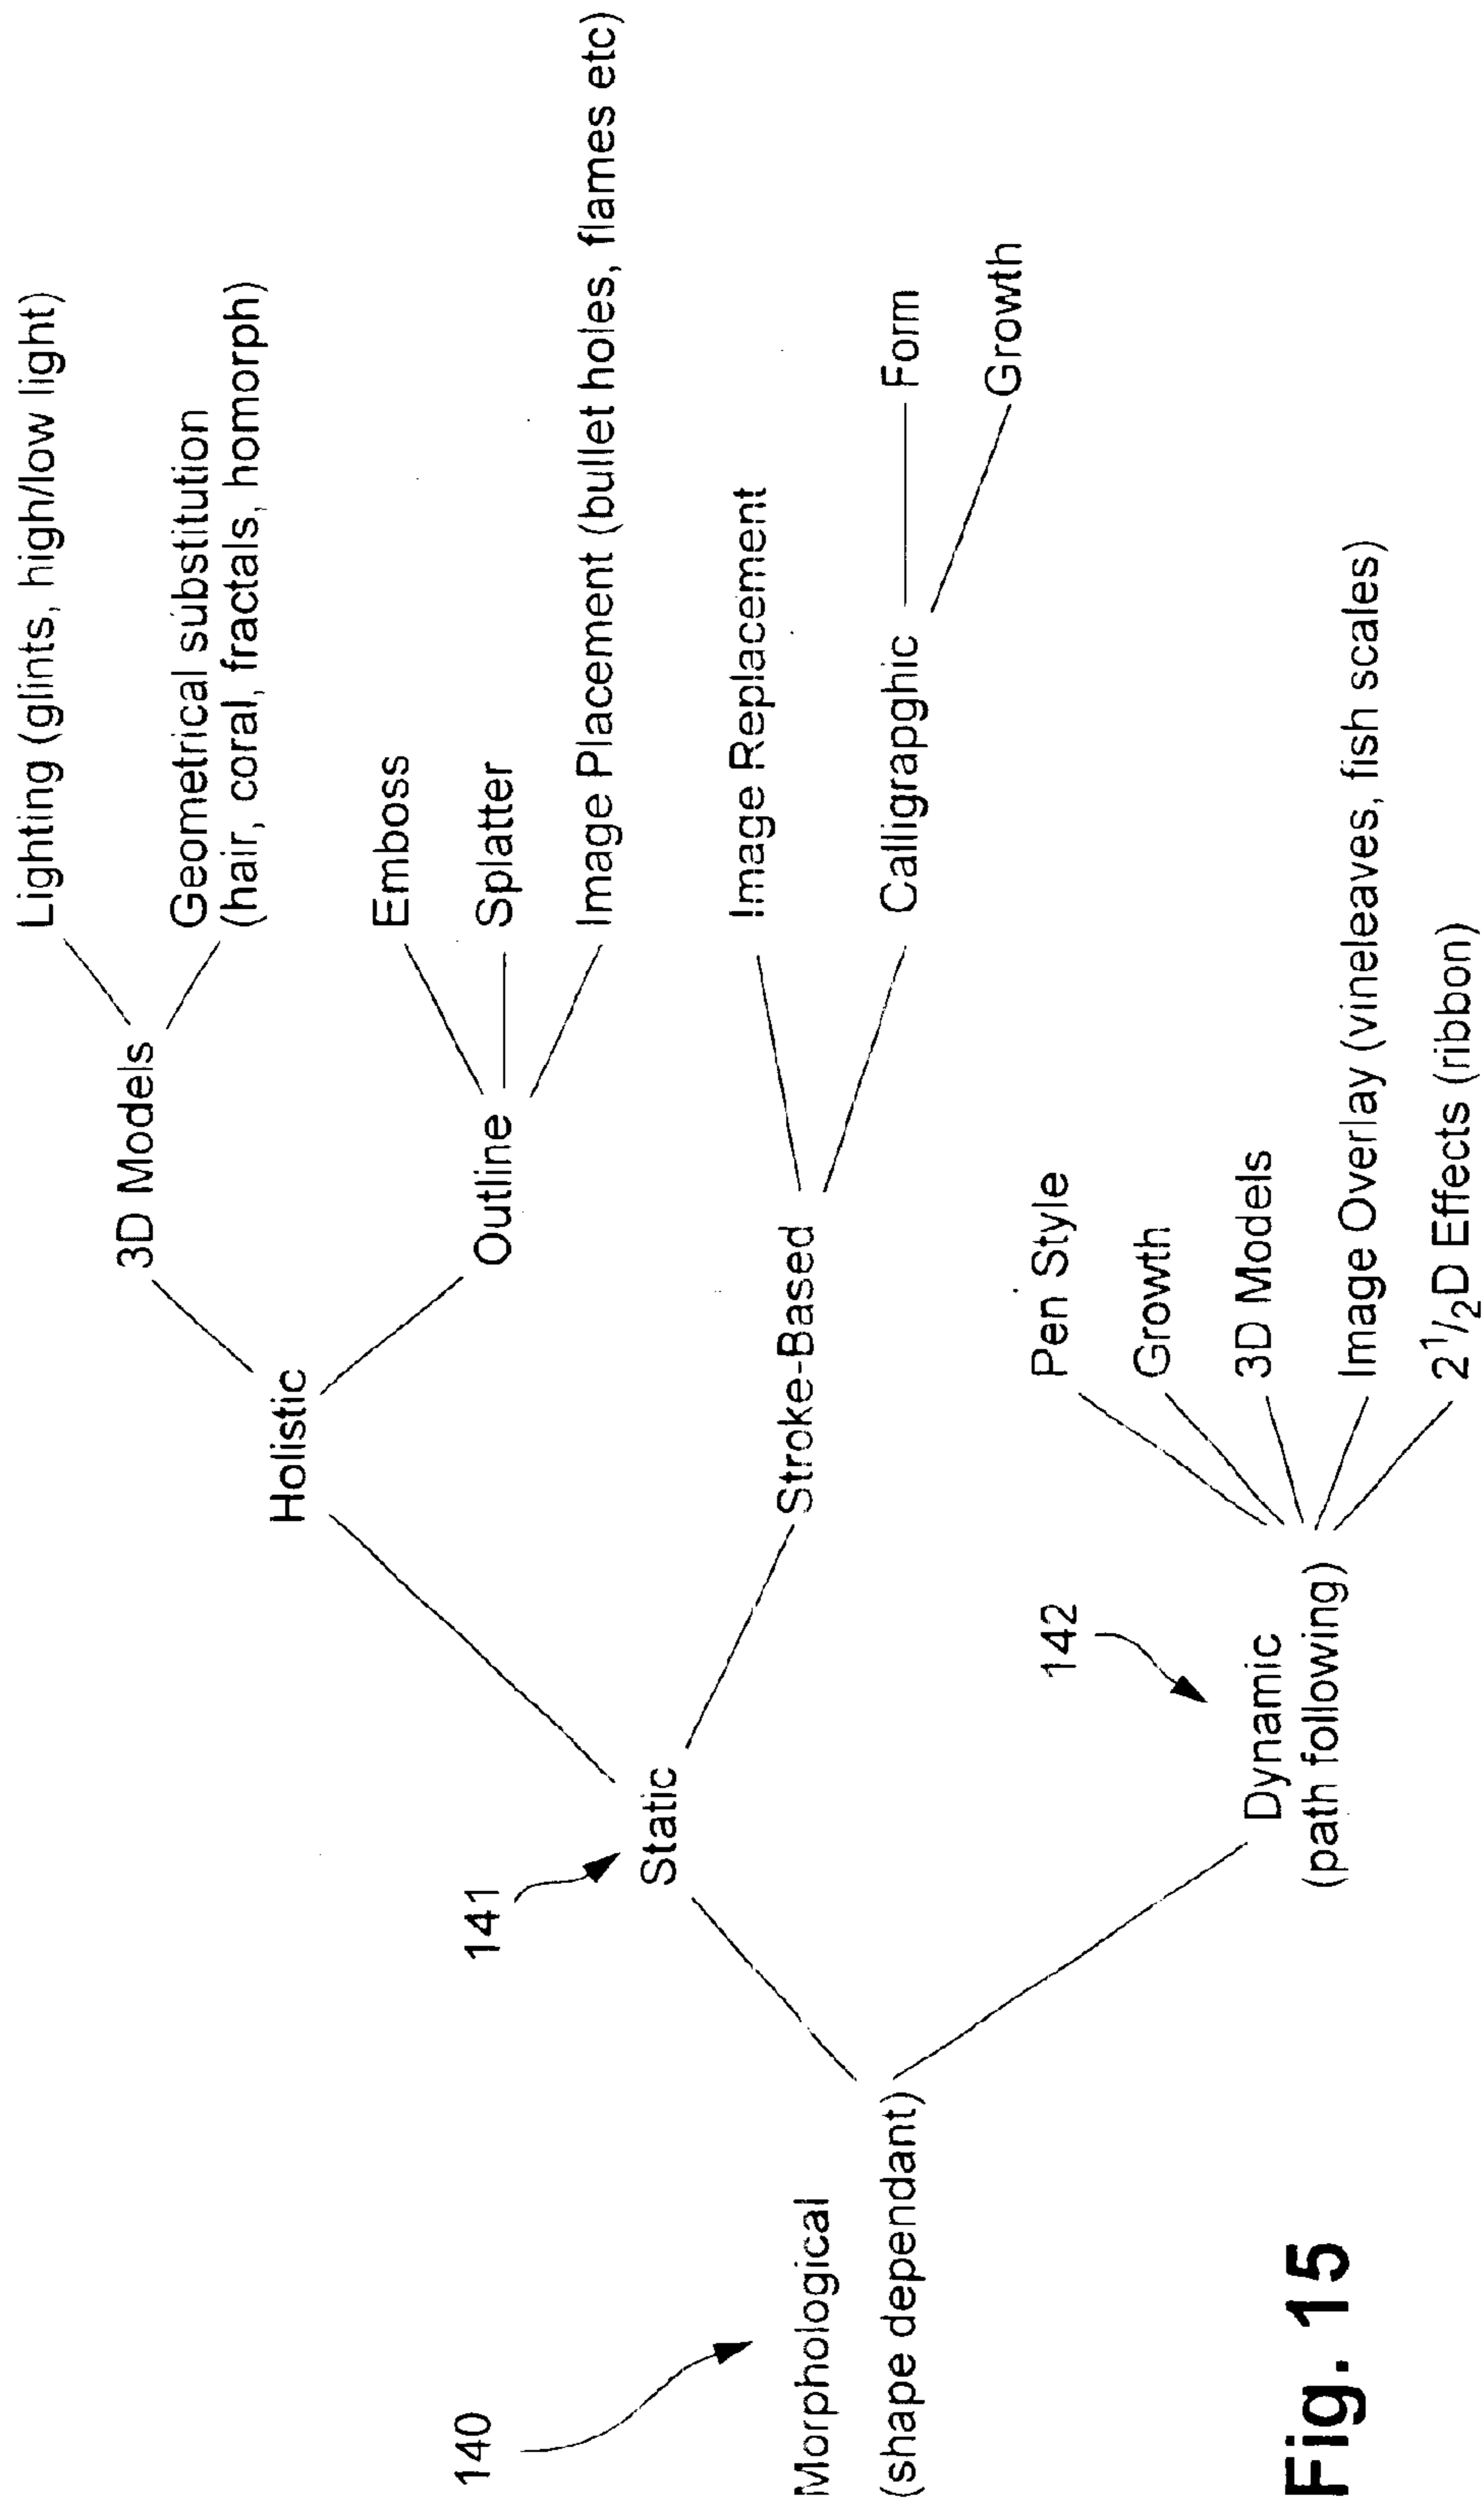 Lighting (glints, high/low light)
3D Models
Geometrical substitution
(hair, coral, fractals, homorph)
Holistic
Emboss
Outline
Splatter
Image Placement (bullet holes, flames etc)
140
141
Static
Image Replacement
Stroke-Based
Calligrapghic
Form
Growth
Morphological
(shape dependant)
142
Pen Style
Growth
Dynamic
(path following)
3D Models
Image Overlay (vineleaves, fish scales)
2 1/2D Effects (ribbon)
Fig. 15